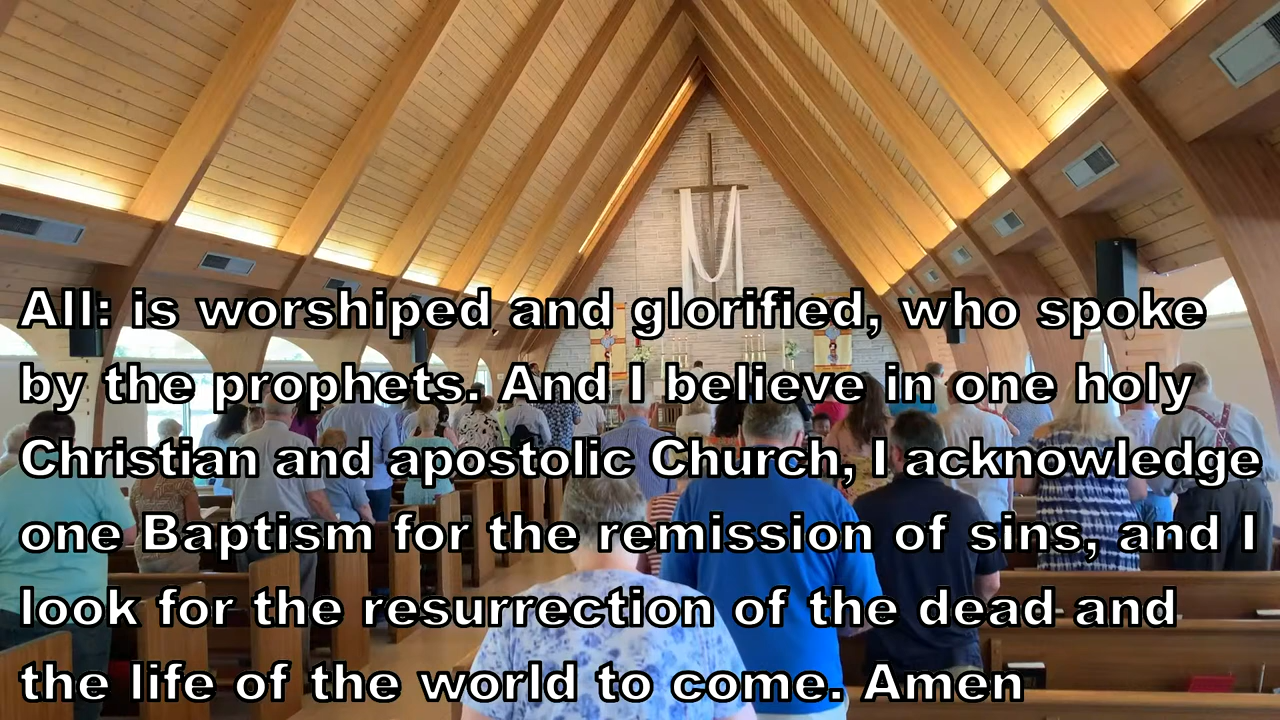 All: is worshiped and glorified, who spoke
by the prophets. And I believe in one holy
Christian and apostolic Church, I acknowledge
one Baptism for the remission of sins, and I
look for the resurrection of the dead and
the life of the world to come. Amen